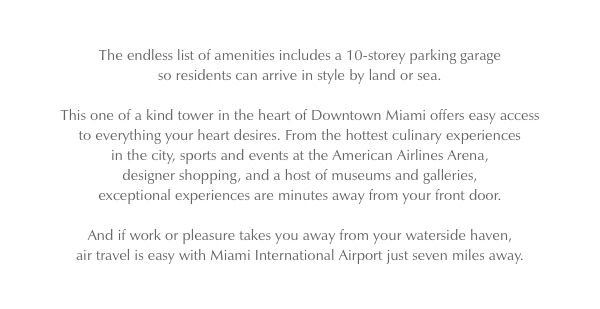 The endless list of amenities includes a 10-storey parking garage
so residents can arrive in style by land or sea.
This one of a kind tower in the heart of Downtown Miami offers easy access
to everything your heart desires. From the hottest culinary experiences
in the city, sports and events at the American Airlines Arena,
designer shopping, and a host of museums and galleries,
exceptional experiences are minutes away from your front door.
And if work or pleasure takes you away from your waterside haven,
air travel is easy with Miami International Airport just seven miles away.